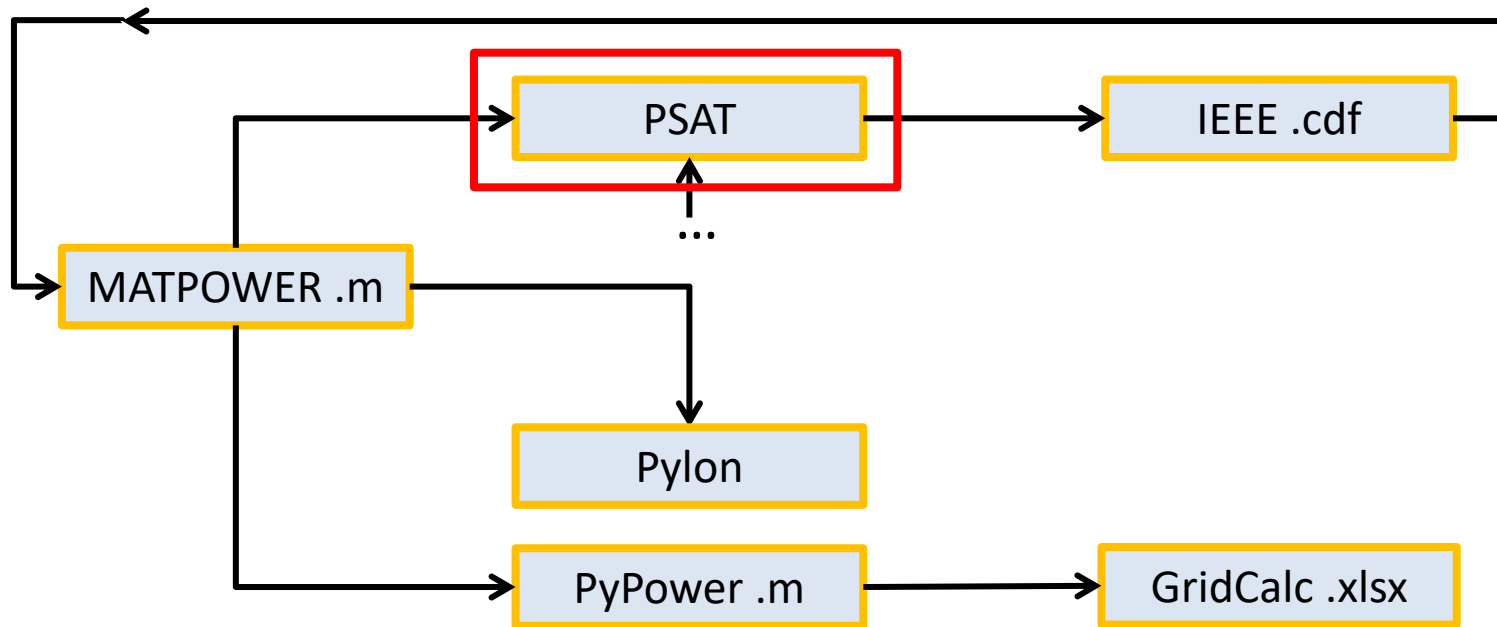 PSAT
IEEE .cdf
...
MATPOWER .m
Pylon
PyPower .m
GridCalc .xlsx